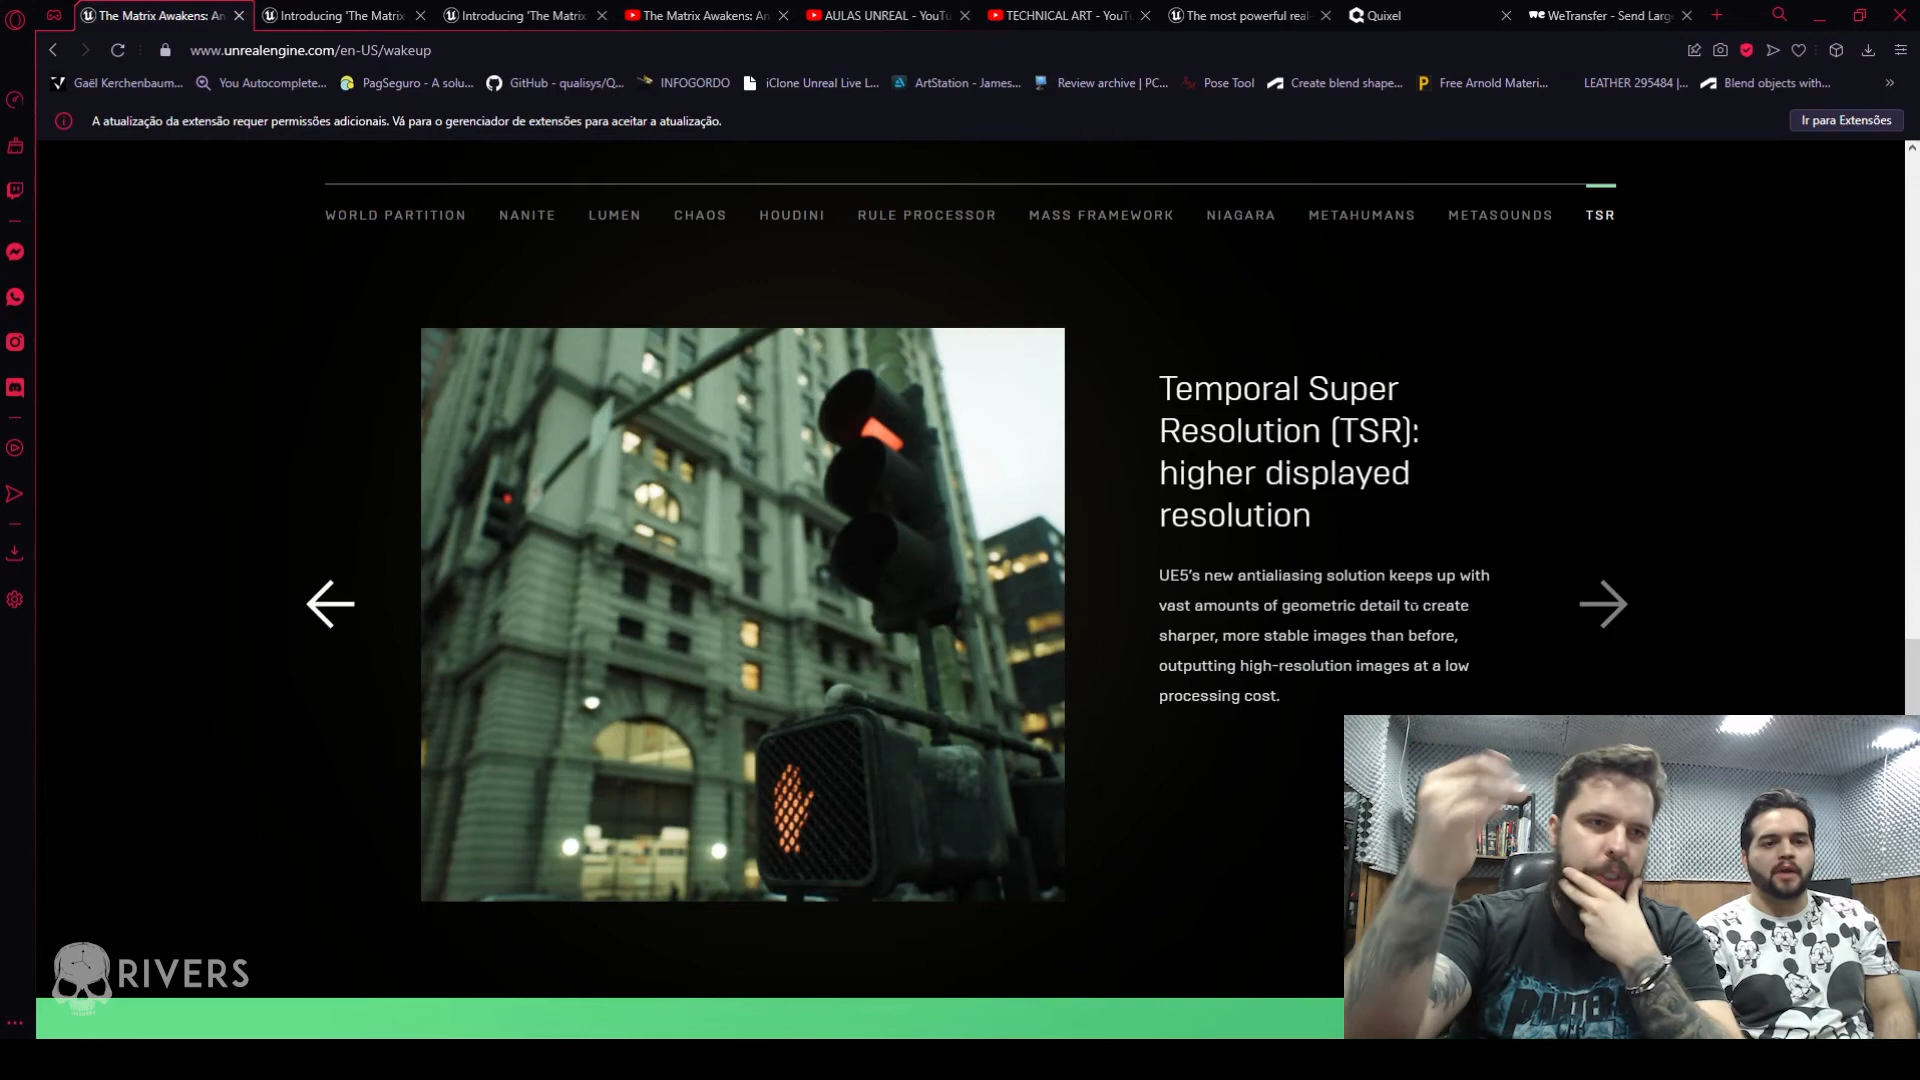 The Matrix Awakens: An
Introducing 'The Matrix
Introducing 'The Matrix
The Matrix Awakens: An
AULAS UNREAL - YouTu
TECHNICAL ART - YouTu
The most powerful real-
Quixel
WeTransfer - Send Large
www.unrealengine.com/en-US/wakeup
Gaël Kerchenbaum...
You Autocomplete...
PagSeguro - A solu...
GitHub - qualisys/Q...
INFOGORDO
iClone Unreal Live L...
ArtStation - James...
Review archive | PC...
Pose Tool
Create blend shape...
Free Arnold Materi...
LEATHER 295484 |...
Blend objects with...
A atualização da extensão requer permissões adicionais. Vá para o gerenciador de extensões para aceitar a atualização.
Ir para Extensões
WORLD PARTITION
NANITE
LUMEN
CHAOS
HOUDINI
RULE PROCESSOR
MASS FRAMEWORK
NIAGARA
METAHUMANS
METASOUNDS
TSR
Temporal Super
Resolution (TSR):
higher displayed
resolution
UE5's new antialiasing solution keeps up with
vast amounts of geometric detail to create
sharper, more stable images than before,
outputting high-resolution images at a low
processing cost.
RIVERS
PANTERA